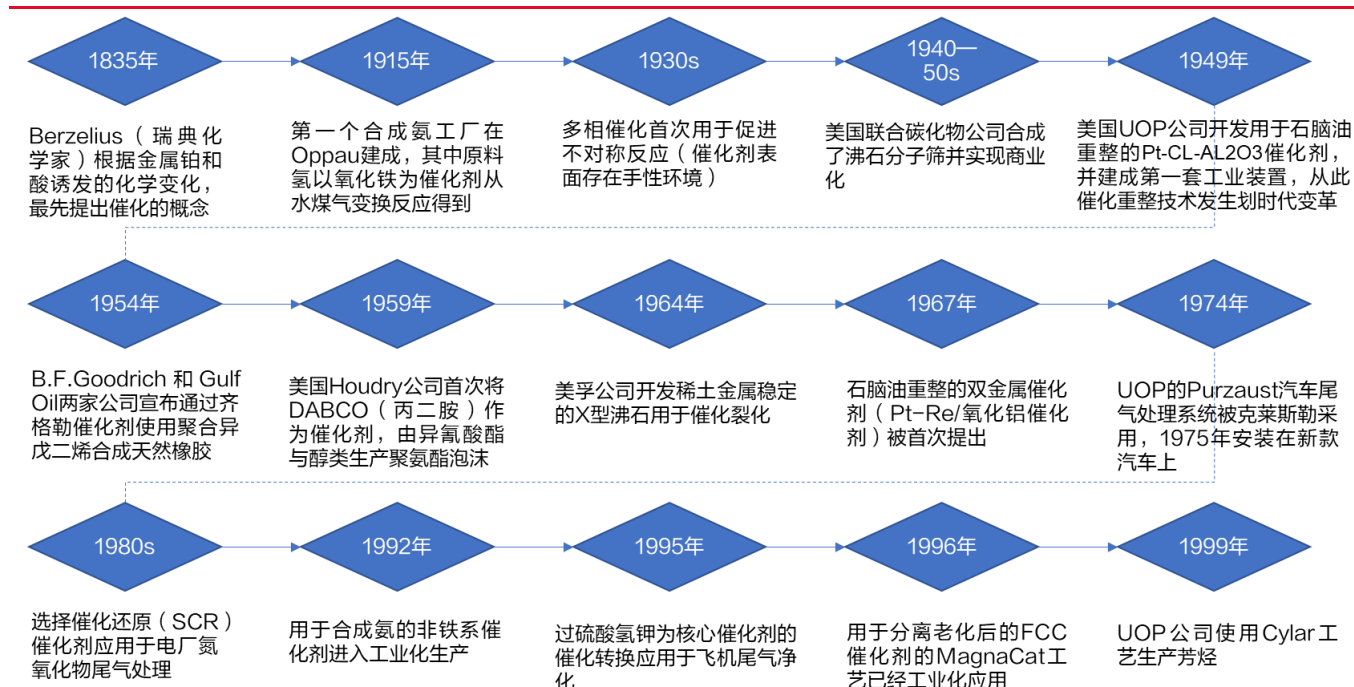 1835年
1915年
1930s
1940—
50s
1949年
Berzelius（瑞典化
学家）根据金属铂和
酸诱发的化学变化，
最先提出催化的概念
第一个合成氨工厂在
Oppau建成，其中原料
氢以氧化铁为催化剂从
水煤气变换反应得到
多相催化首次用于促进
不对称反应（催化剂表
面存在手性环境）
美国联合碳化物公司合成
了沸石分子筛并实现商业
化
美国UOP公司开发用于石脑油
重整的Pt-CL-AL2O3催化剂，
并建成第一套工业装置，从此
催化重整技术发生划时代变革
1954年
1959年
1964年
1967年
1974年
B.F.Goodrich 和 Gulf
Oil两家公司宣布通过齐
格勒催化剂使用聚合异
戊二烯合成天然橡胶
美国Houdry公司首次将
DABCO（丙二胺）作
为催化剂，由异氰酸酯
与醇类生产聚氨酯泡沫
美孚公司开发稀土金属稳定
的X型沸石用于催化裂化
石脑油重整的双金属催化
剂（Pt-Re/氧化铝催化
剂）被首次提出
UOP的Purzaust汽车尾
气处理系统被克莱斯勒采
用，1975年安装在新款
汽车上
1980s
1992年
1995年
1996年
1999年
选择催化还原（SCR）
催化剂应用于电厂氮
氧化物尾气处理
用于合成氨的非铁系催
化剂进入工业化生产
过硫酸氢钾为核心催化剂的
催化转换应用于飞机尾气净
化
用于分离老化后的FCC
催化剂的MagnaCat工
艺已经工业化应用
UOP公司使用Cylar工
艺生产芳烃